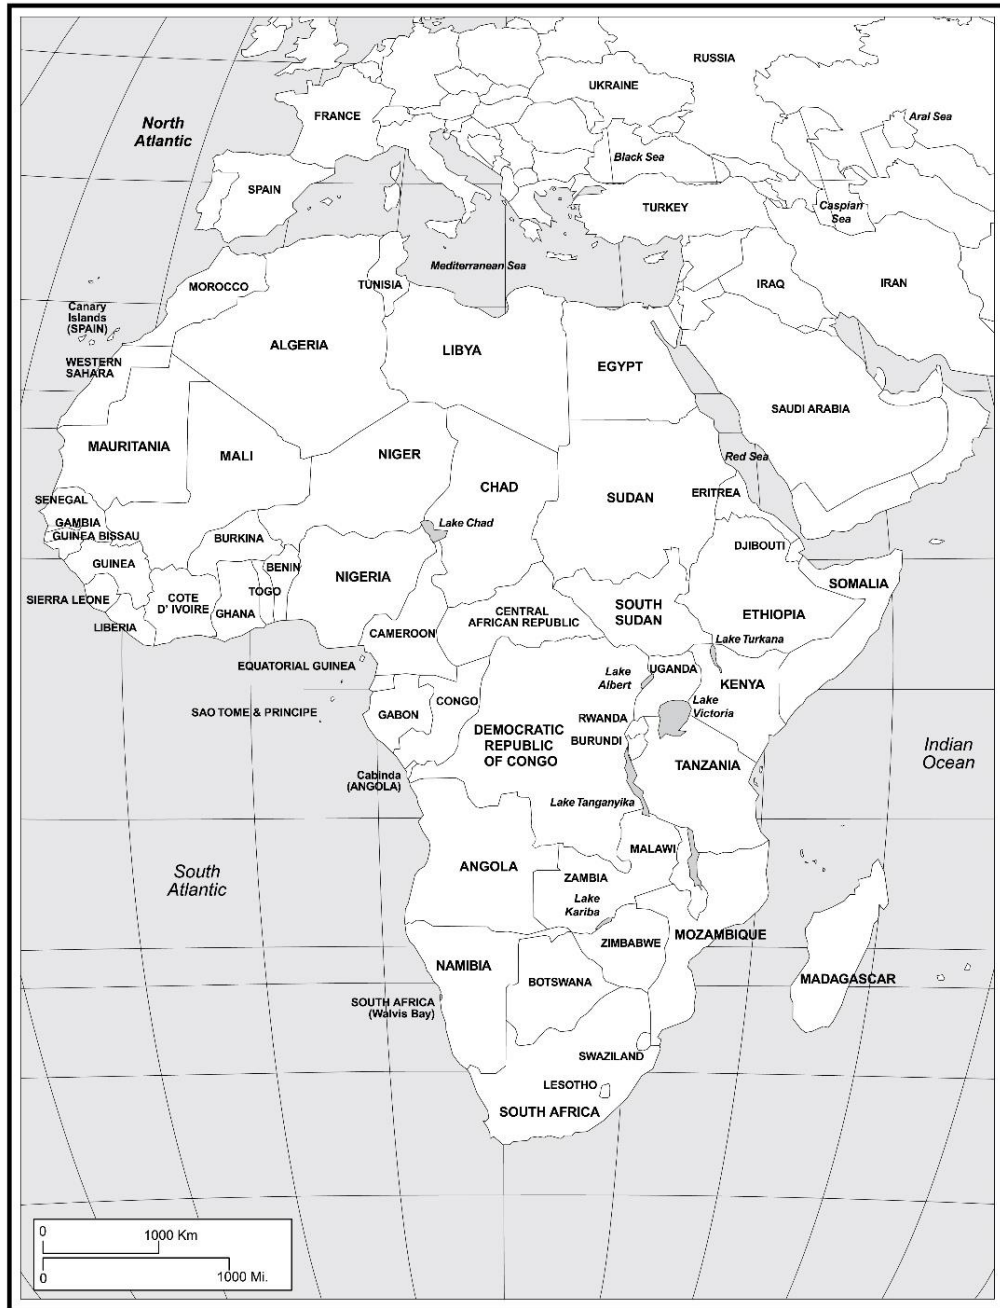 RUSSIA
UKRAINE
FRANCE
North
Atlantic
Aral Sea
Black Sea
SPAIN
TURKEY
Caspian
Sea
Mediterranean Sea
MOROCCO
TUNISIA
IRAQ
IRAN
Canary
Islands
(SPAIN)
ALGERIA
LIBYA
WESTERN
SAHARA
EGYPT
SAUDI ARABIA
MAURITANIA
MALI
NIGER
Red Sea
CHAD
SUDAN
ERITREA
SENEGAL
GAMBIA
Lake Chad
GUINEA BISSAU
BURKINA
DJIBOUTI
GUINEA
BENIN
NIGERIA
SOMALIA
TOGO
SIERRA LEONE
COTE
D' IVOIRE
GHANA
CENTRAL
AFRICAN REPUBLIC
SOUTH
SUDAN
ETHIOPIA
LIBERIA
CAMEROON
Lake Turkana
EQUATORIAL GUINEA
Lake
Albert
UGANDA
KENYA
CONGO
Lake
Victoria
SAO TOME & PRINCIPE
GABON
RWANDA
DEMOCRATIC
REPUBLIC
OF CONGO
BURUNDI
Indian
Ocean
TANZANIA
Cabinda
(ANGOLA)
Lake Tanganyika
MALAWI
South
Atlantic
ANGOLA
ZAMBIA
Lake
Kariba
MOZAMBIQUE
ZIMBABWE
NAMIBIA
BOTSWANA
MADAGASCAR
SOUTH AFRICA
(Walvis Bay)
SWAZILAND
LESOTHO
SOUTH AFRICA
0
1000 Km
0
1000 Mi.